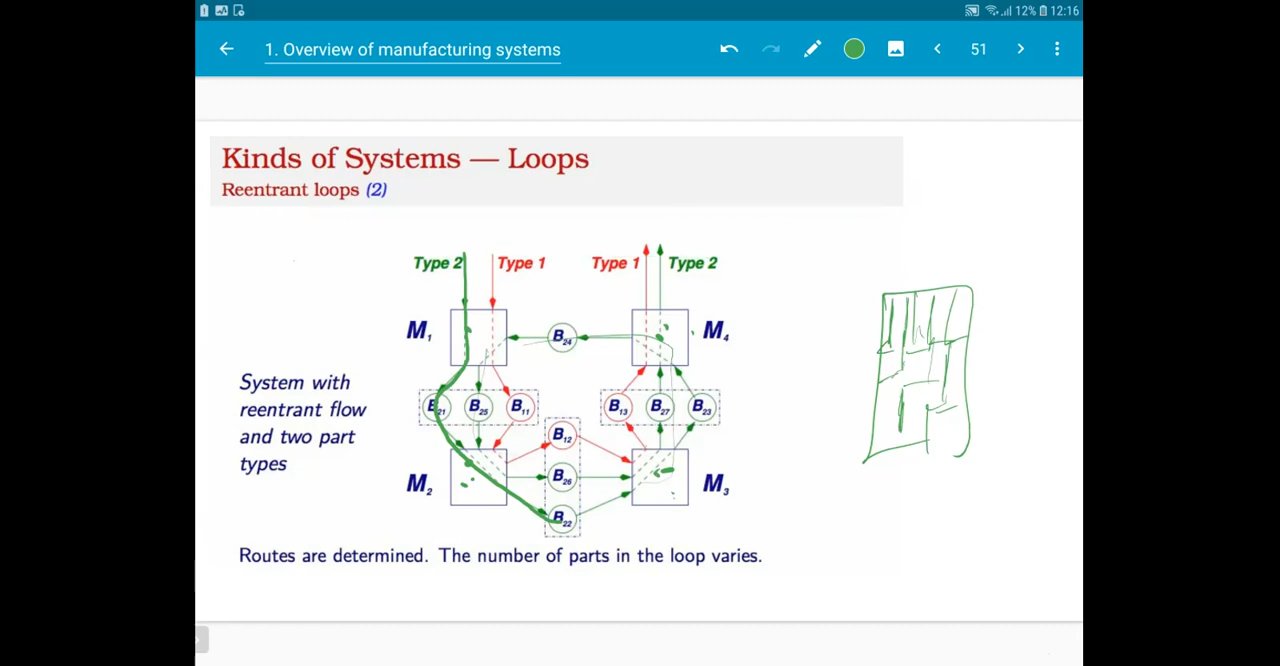 12% 12:16
1. Overview of manufacturing systems
51
Kinds of Systems — Loops
Reentrant loops (2)
Type 2 Type 1 Type 1 Type 2
M1 B24 M4
System with
reentrant flow
and two part
types
B21 B25 B11 B13 B27 B23
B12
M2 B26 M3
B22
Routes are determined. The number of parts in the loop varies.